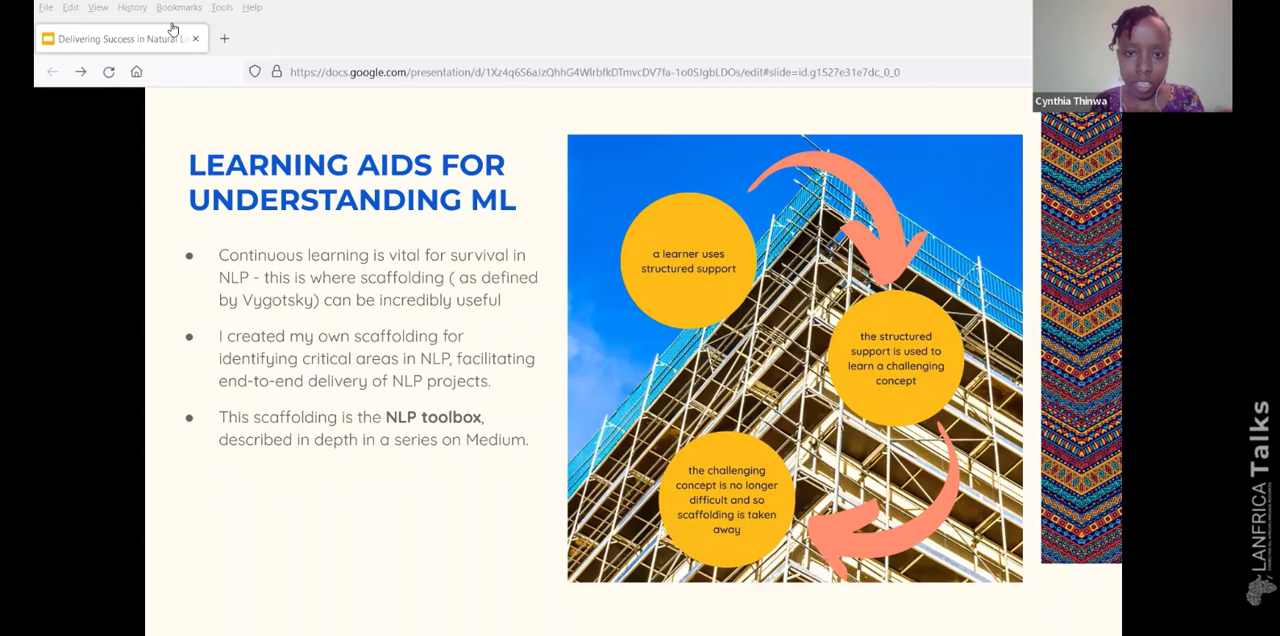 File Edit View History Bookmarks Tools Help
Delivering Success in Natural L
https://docs.google.com/presentation/d/1Xz4q6S6aJzQhhG4WlrbfkDTmvcDV7fa-1o0SJgbLDOs/edit#slide=id.g1527e31e7dc_0_0
Cynthia Thinwa
LEARNING AIDS FOR
UNDERSTANDING ML
● Continuous learning is vital for survival in
NLP - this is where scaffolding ( as defined
by Vygotsky) can be incredibly useful
● I created my own scaffolding for
identifying critical areas in NLP, facilitating
end-to-end delivery of NLP projects.
● This scaffolding is the NLP toolbox,
described in depth in a series on Medium.
a learner uses
structured support
the structured
support is used to
learn a challenging
concept
the challenging
concept is no longer
difficult and so
scaffolding is taken
away
LANFRICA Talks